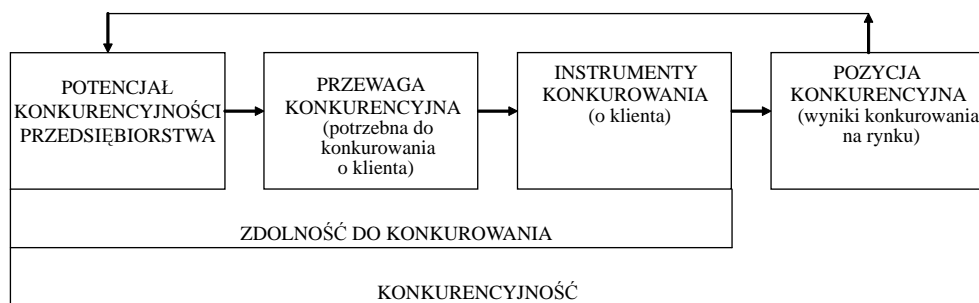 POTENCJAŁ
KONKURENCYJNOŚCI
PRZEDSIĘBIORSTWA
PRZEWAGA
KONKURENCYJNA
(potrzebna do
konkurowania
o klienta)
INSTRUMENTY
KONKUROWANIA
(o klienta)
POZYCJA
KONKURENCYJNA
(wyniki konkurowania
na rynku)
ZDOLNOŚĆ DO KONKUROWANIA
KONKURENCYJNOŚĆ